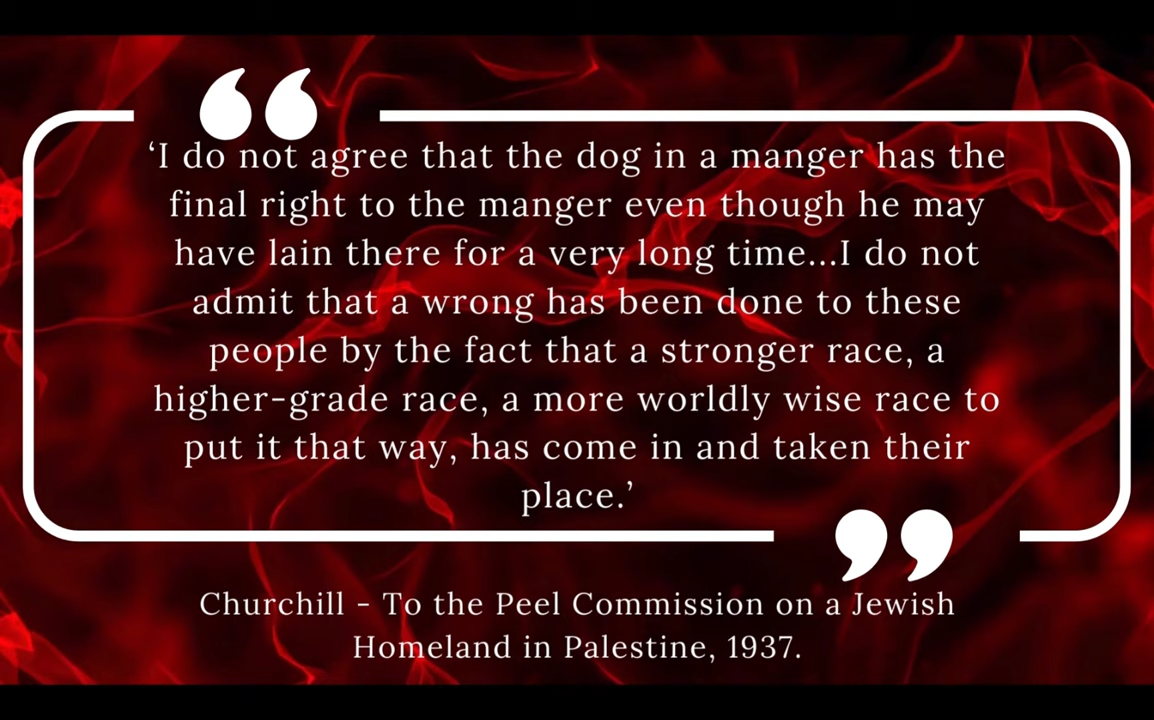 ‘I do not agree that the dog in a manger has the
final right to the manger even though he may
have lain there for a very long time...I do not
admit that a wrong has been done to these
people by the fact that a stronger race, a
higher-grade race, a more worldly wise race to
put it that way, has come in and taken their
place.’
Churchill - To the Peel Commission on a Jewish
Homeland in Palestine, 1937.